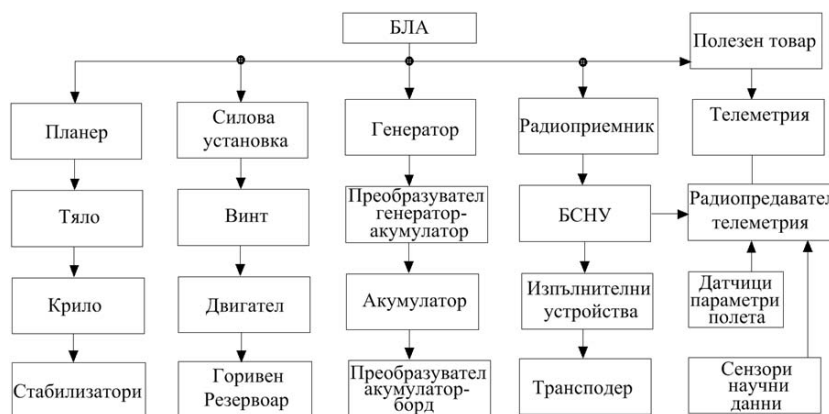 БЛА
Полезен товар
Планер
Силова
установка
Генератор
Радиоприемник
Телеметрия
Тяло
Винт
Преобразувател
генератор-
акумулатор
БСНУ
Радиопредавател
телеметрия
Крило
Двигател
Акумулатор
Изпълнителни
устройства
Датчици
параметри
полета
Стабилизатори
Горивен
Резервоар
Преобразувател
акумулатор-
борд
Трансподер
Сензори
научни
данни